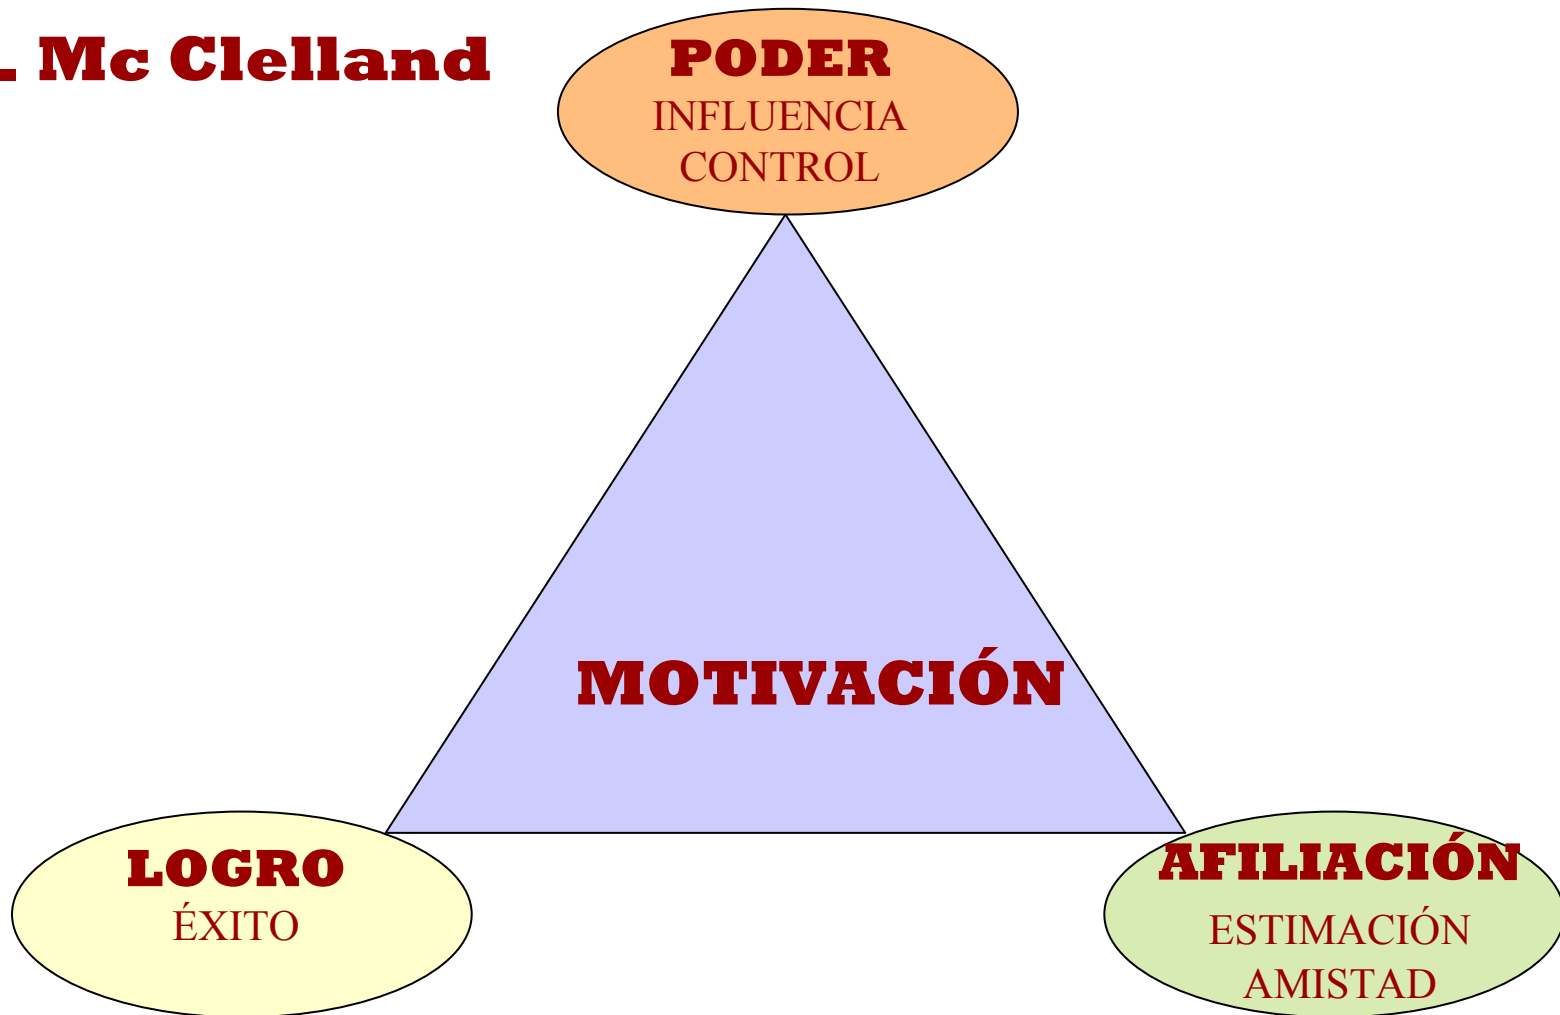 Mc Clelland
PODER
INFLUENCIA
CONTROL
MOTIVACIÓN
LOGRO
ÉXITO
AFILIACIÓN
ESTIMACIÓN
AMISTAD